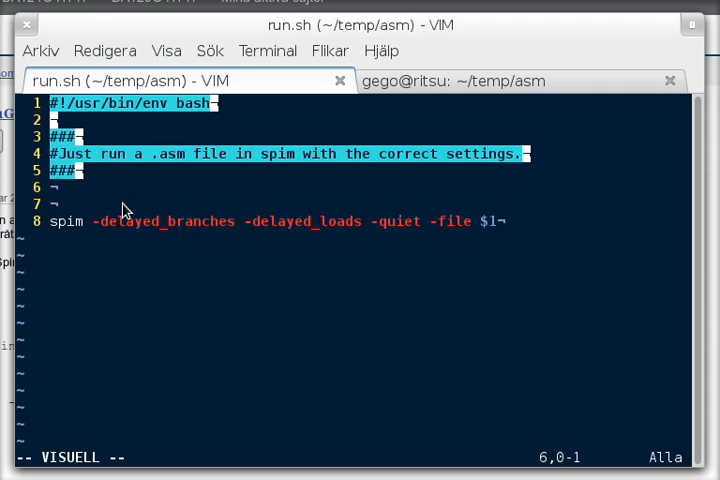 run.sh (~/temp/asm) - VIM
Arkiv Redigera Visa Sök Terminal Flikar Hjälp
run.sh (~/temp/asm) - VIM gego@ritsu: ~/temp/asm
1 #!/usr/bin/env bash¬
2 ¬
3 ###¬
4 #Just run a .asm file in spim with the correct settings.¬
5 ###¬
6 ¬
7 ¬
8 spim -delayed_branches -delayed_loads -quiet -file $1¬
~
~
~
~
~
~
~
~
~
~
~
~
~
-- VISUELL -- 6,0-1 Alla